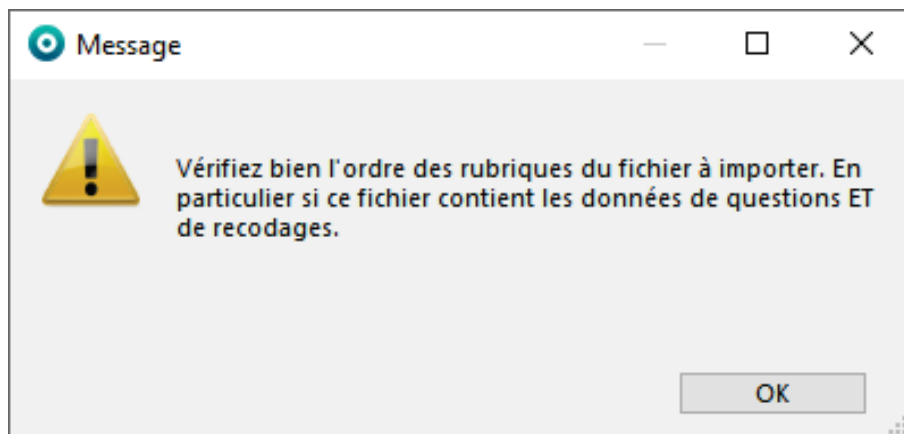 Message
Vérifiez bien l'ordre des rubriques du fichier à importer. En
particulier si ce fichier contient les données de questions ET
de recodages.
OK